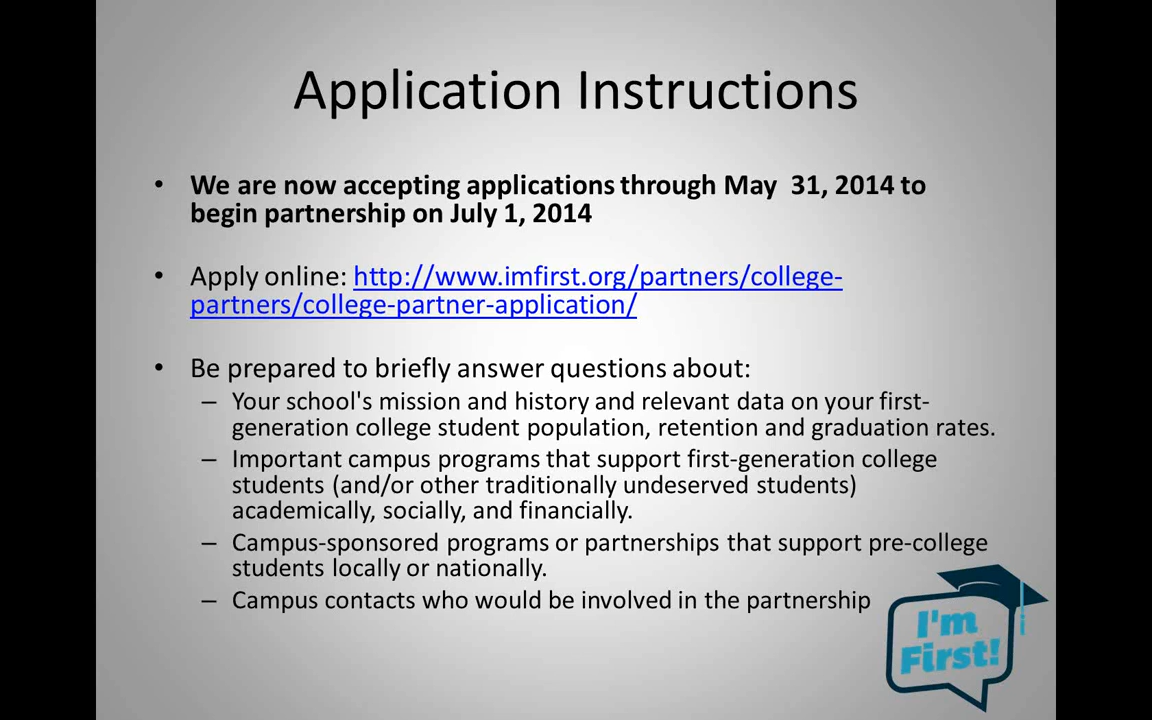 Application Instructions
• We are now accepting applications through May  31, 2014 to
begin partnership on July 1, 2014
• Apply online: http://www.imfirst.org/partners/college-
partners/college-partner-application/
• Be prepared to briefly answer questions about:
– Your school's mission and history and relevant data on your first-
generation college student population, retention and graduation rates.
– Important campus programs that support first-generation college
students (and/or other traditionally undeserved students)
academically, socially, and financially.
– Campus-sponsored programs or partnerships that support pre-college
students locally or nationally.
– Campus contacts who would be involved in the partnership
I'm
First!